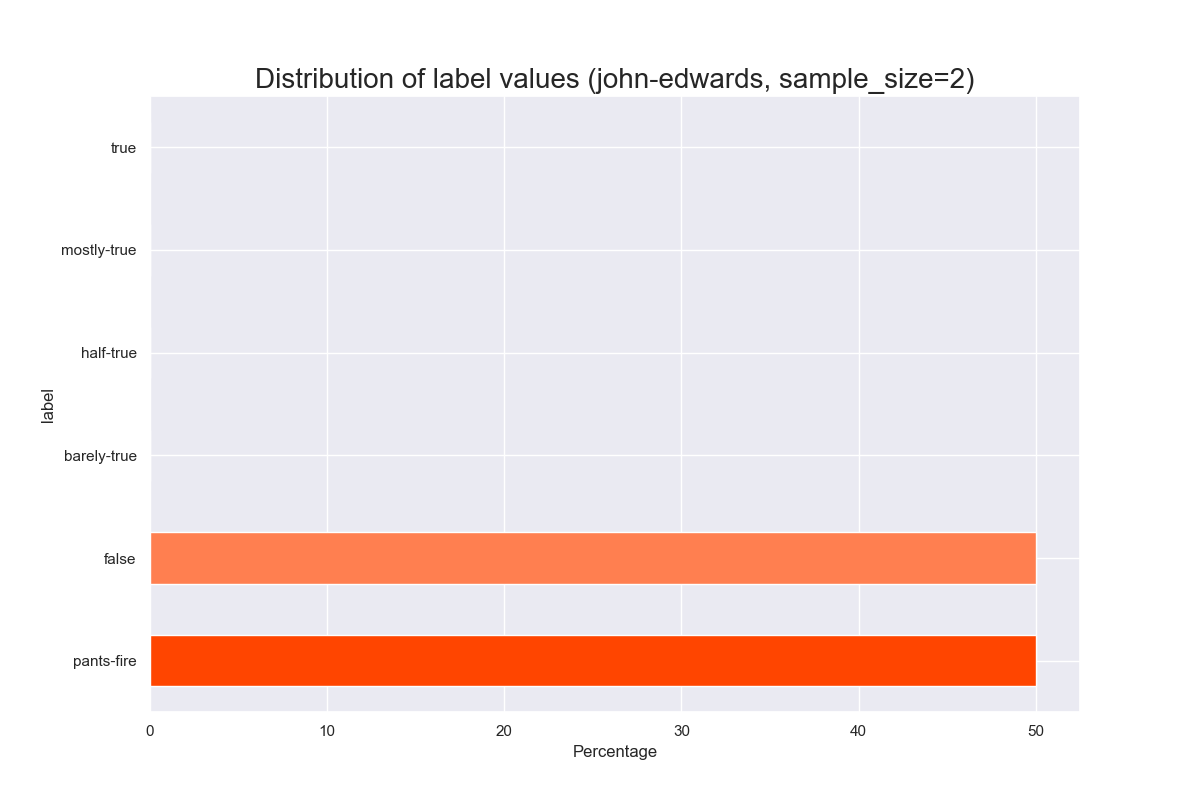 Distribution of label values (john-edwards, sample_size=2)
true
mostly-true
half-true
barely-true
false
pants-fire
label
0 10 20 30 40 50
Percentage